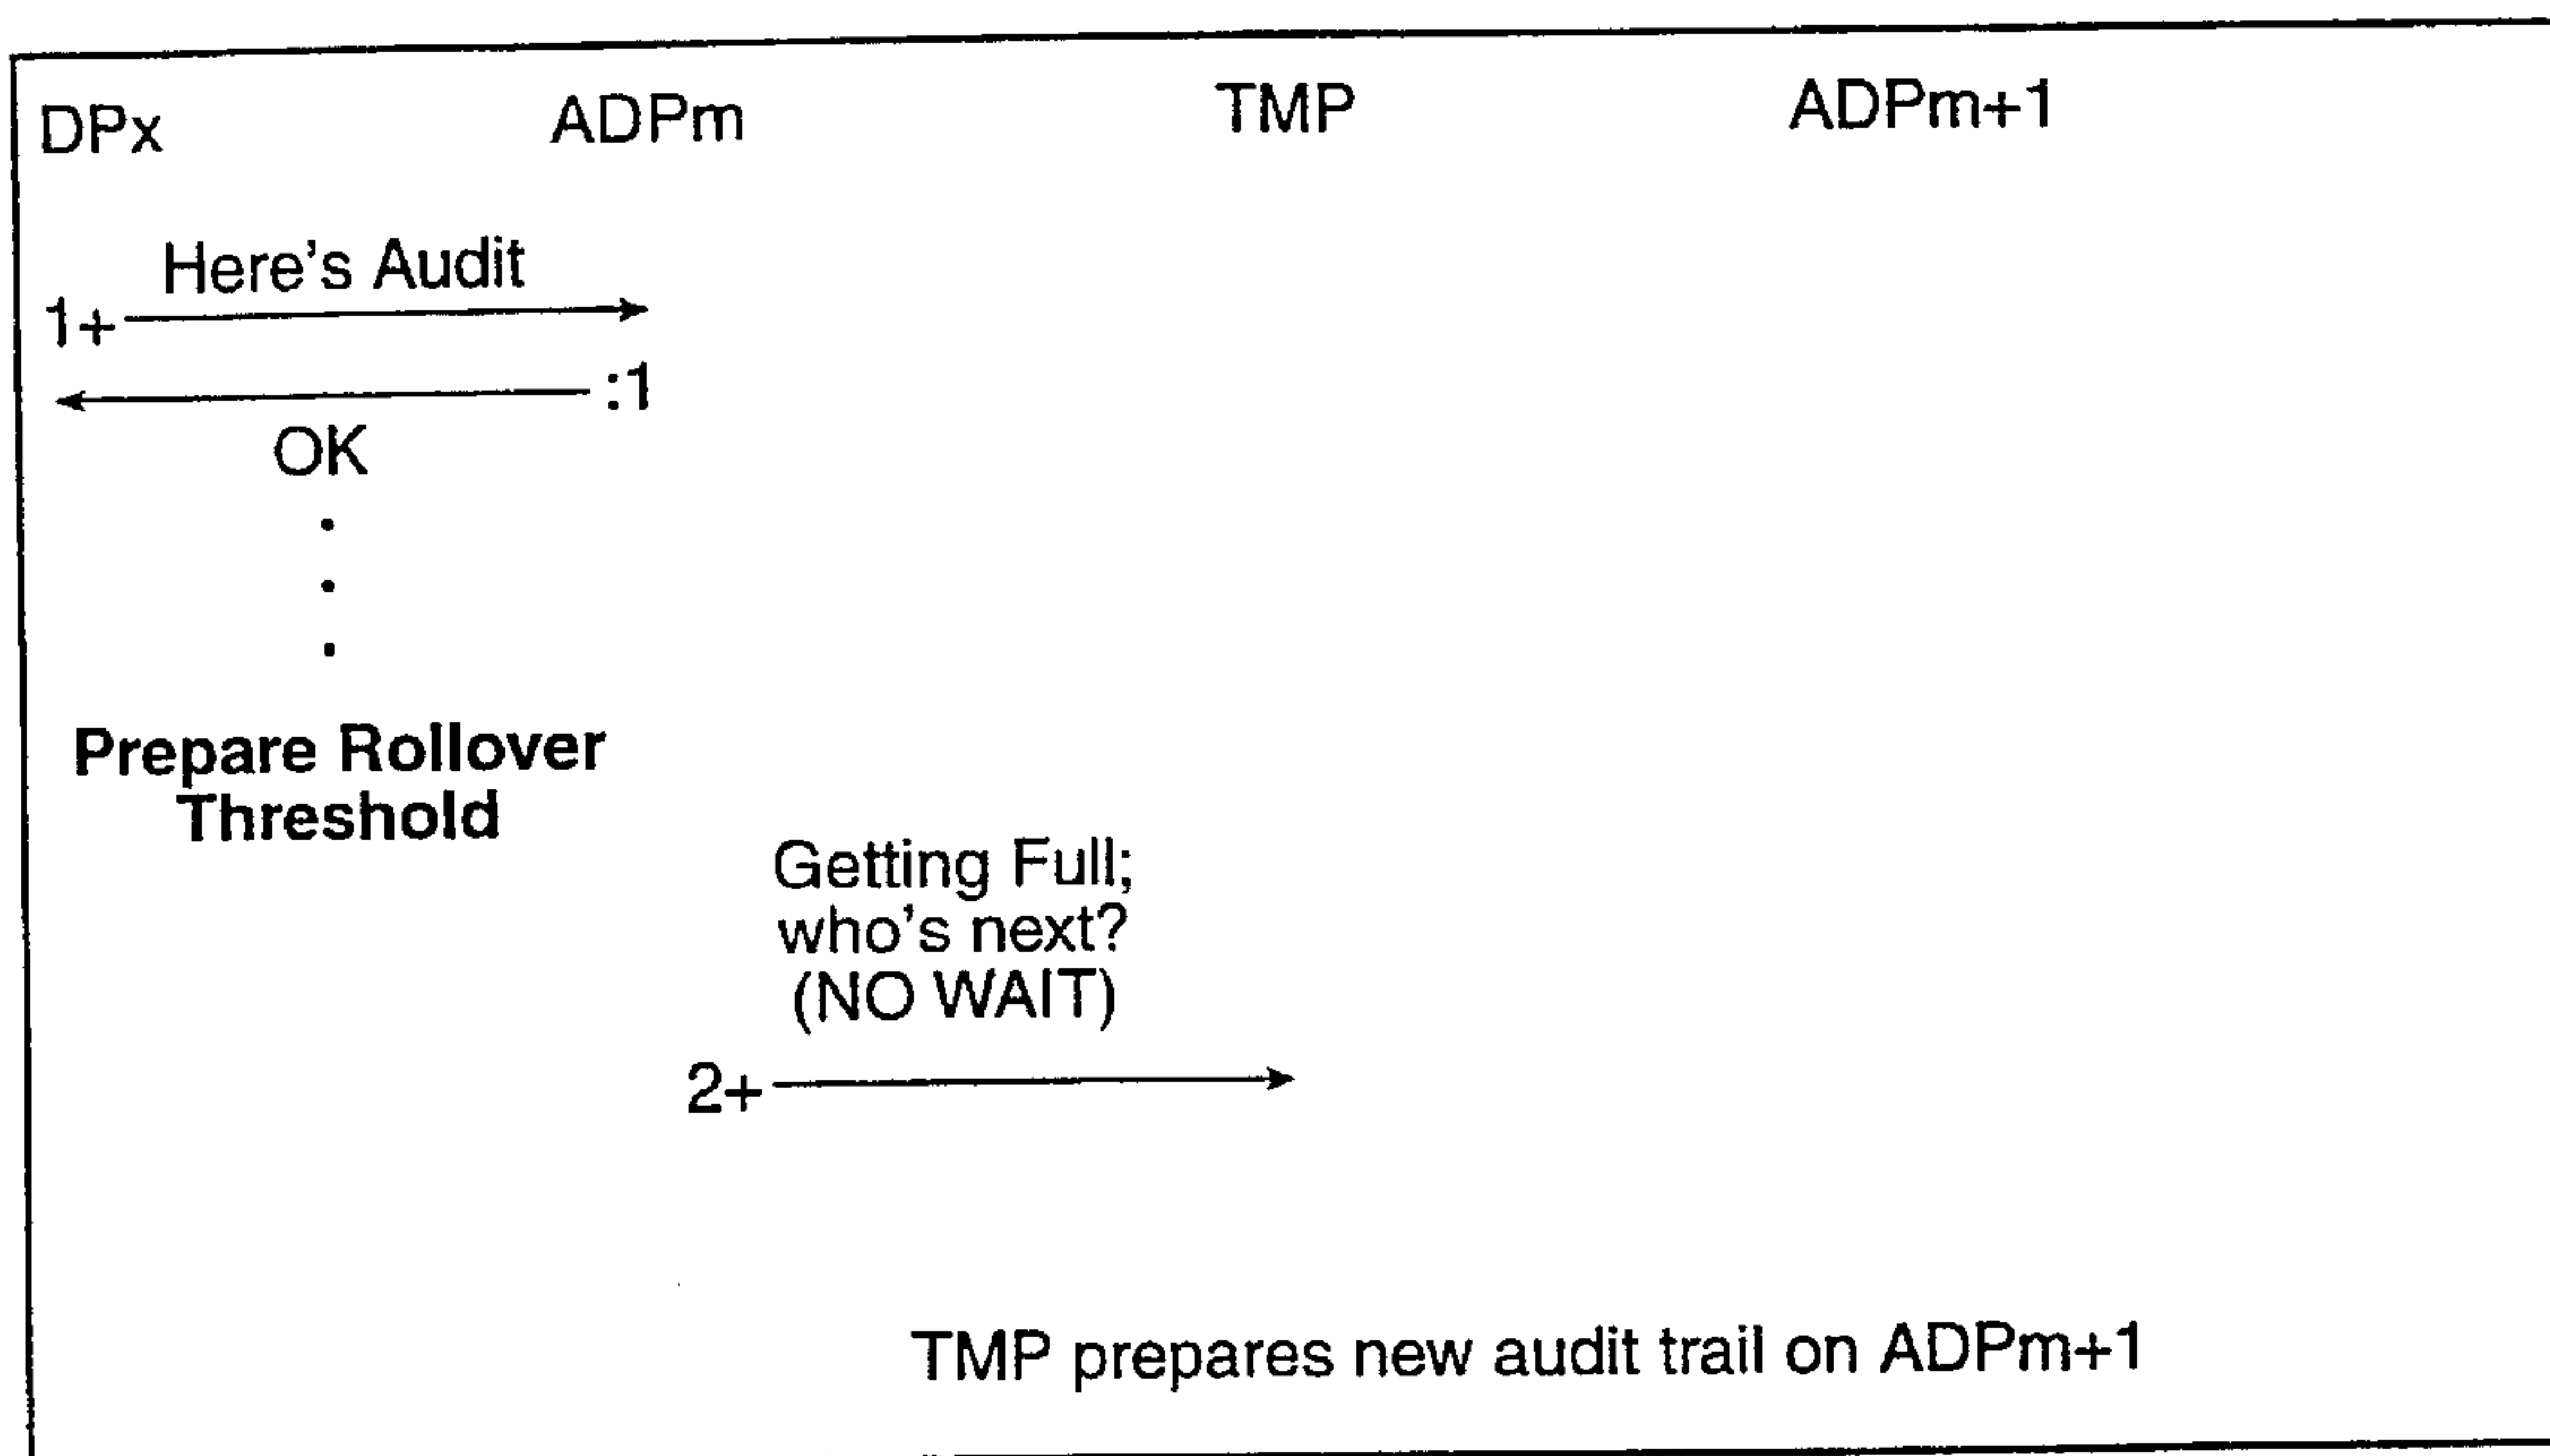 DPx ADPm TMP ADPm+1
Here's Audit
1+
:1
OK
Prepare Rollover
Threshold
Getting Full;
who's next?
(NO WAIT)
2+
TMP prepares new audit trail on ADPm+1